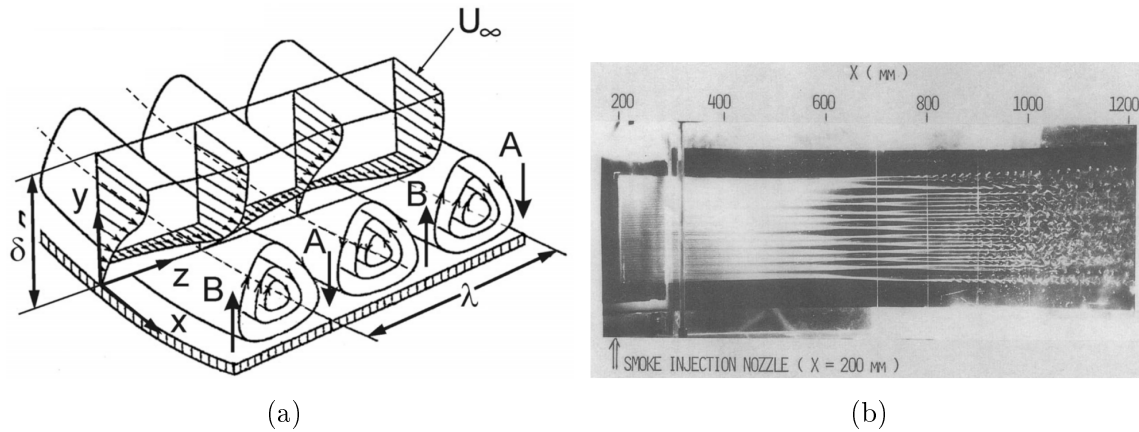 U∞
A
B
A
y
B
δ
z
x
λ
(a)
X ( MM)
200 400 600 800 1000 1200
SMOKE INJECTION NOZZLE ( X = 200 MM )
(b)